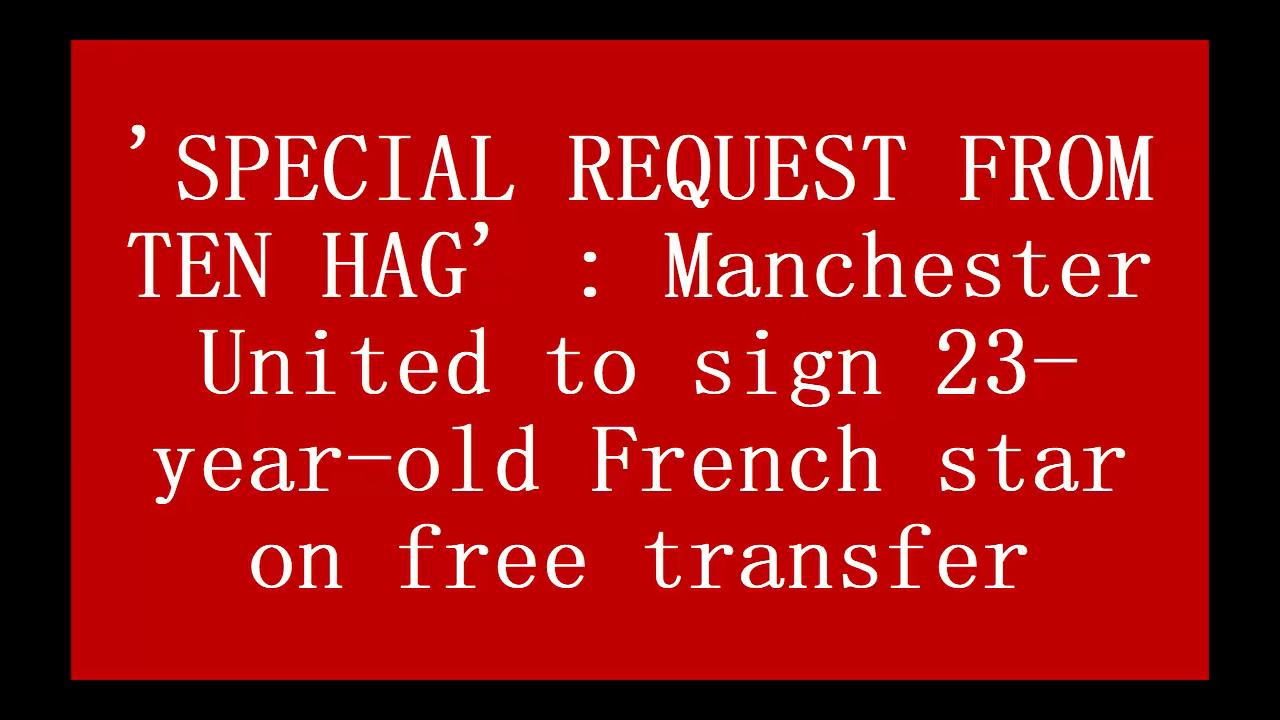 ’SPECIAL REQUEST FROM
TEN HAG’ : Manchester
United to sign 23-
year-old French star
on free transfer